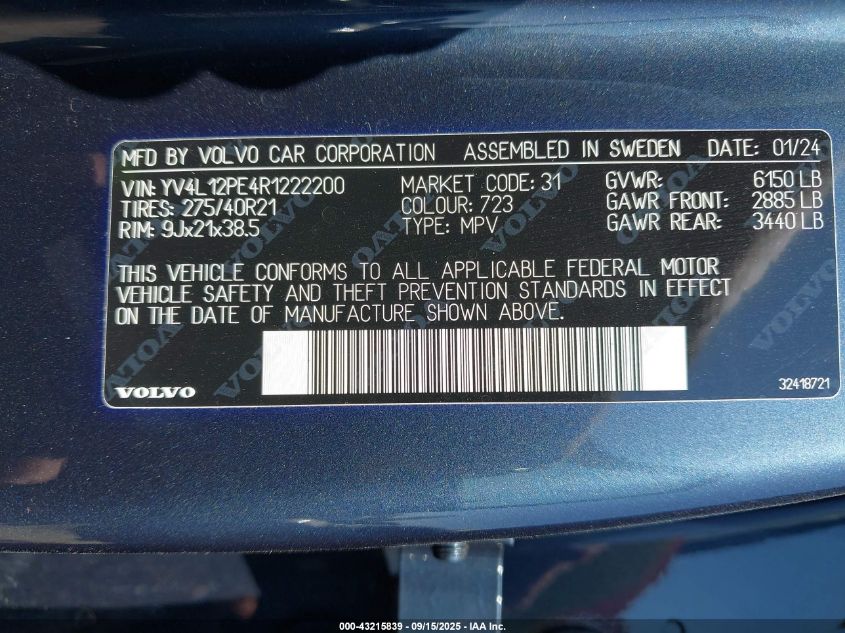 MFD BY VOLVO CAR CORPORATION ASSEMBLED IN SWEDEN DATE: 01/24
VIN: YV4L12PE4R1222200 MARKET CODE: 31 GVWR: 6150 LB
TIRES: 275/40R21 COLOUR: 723 GAWR FRONT: 2885 LB
RIM: 9Jx21x38.5 TYPE: MPV GAWR REAR: 3440 LB
THIS VEHICLE CONFORMS TO ALL APPLICABLE FEDERAL MOTOR
VEHICLE SAFETY AND THEFT PREVENTION STANDARDS IN EFFECT
ON THE DATE OF MANUFACTURE SHOWN ABOVE.
VOLVO 32418721
000-43215839 - 09/15/2025 - IAA Inc.